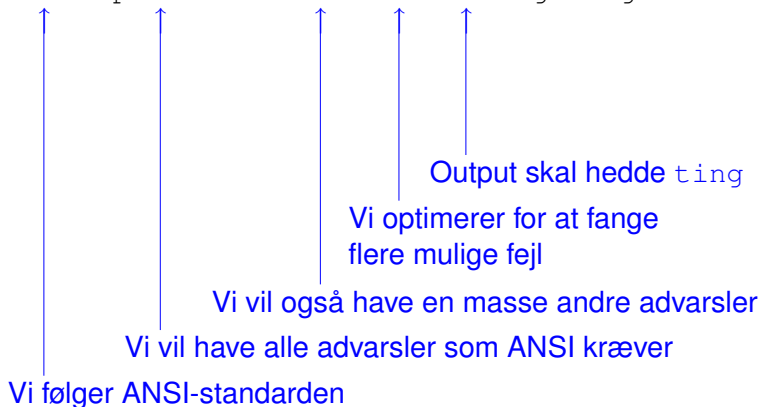 Output skal hedde ting
Vi optimerer for at fange
flere mulige fejl
Vi vil også have en masse andre advarsler
Vi vil have alle advarsler som ANSI kræver
Vi følger ANSI-standarden